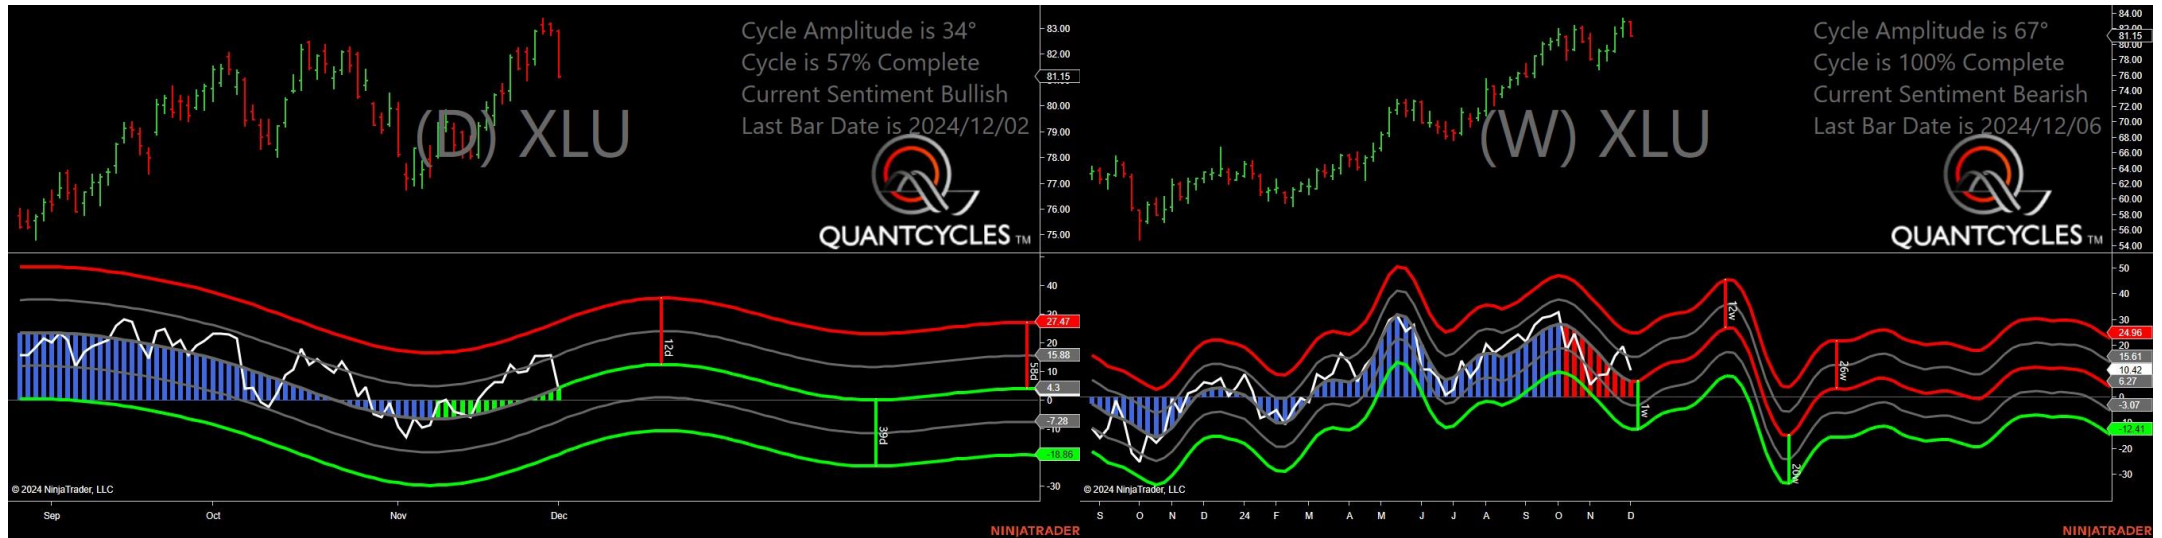 Cycle Amplitude is 34°
Cycle is 57% Complete
Current Sentiment Bullish
Last Bar Date is 2024/12/02
(D) XLU
QUANTCYCLES TM
83.00
82.00
81.15
80.00
79.00
78.00
77.00
76.00
75.00
40
27.47
20
15.88
10
4.3
0
-7.28
-10
-18.86
-30
12d
39d
58d
© 2024 NinjaTrader, LLC
Sep Oct Nov Dec
NINJATRADER
Cycle Amplitude is 67°
Cycle is 100% Complete
Current Sentiment Bearish
Last Bar Date is 2024/12/06
(W) XLU
QUANTCYCLES TM
84.00
81.15
80.00
78.00
76.00
74.00
72.00
70.00
68.00
66.00
64.00
62.00
60.00
58.00
56.00
54.00
50
40
30
24.96
20
15.61
10.42
6.27
-3.07
-12.41
-20
-30
1w
12w
20w
26w
© 2024 NinjaTrader, LLC
S O N D 24 F M A M J J A S O N D
NINJATRADER